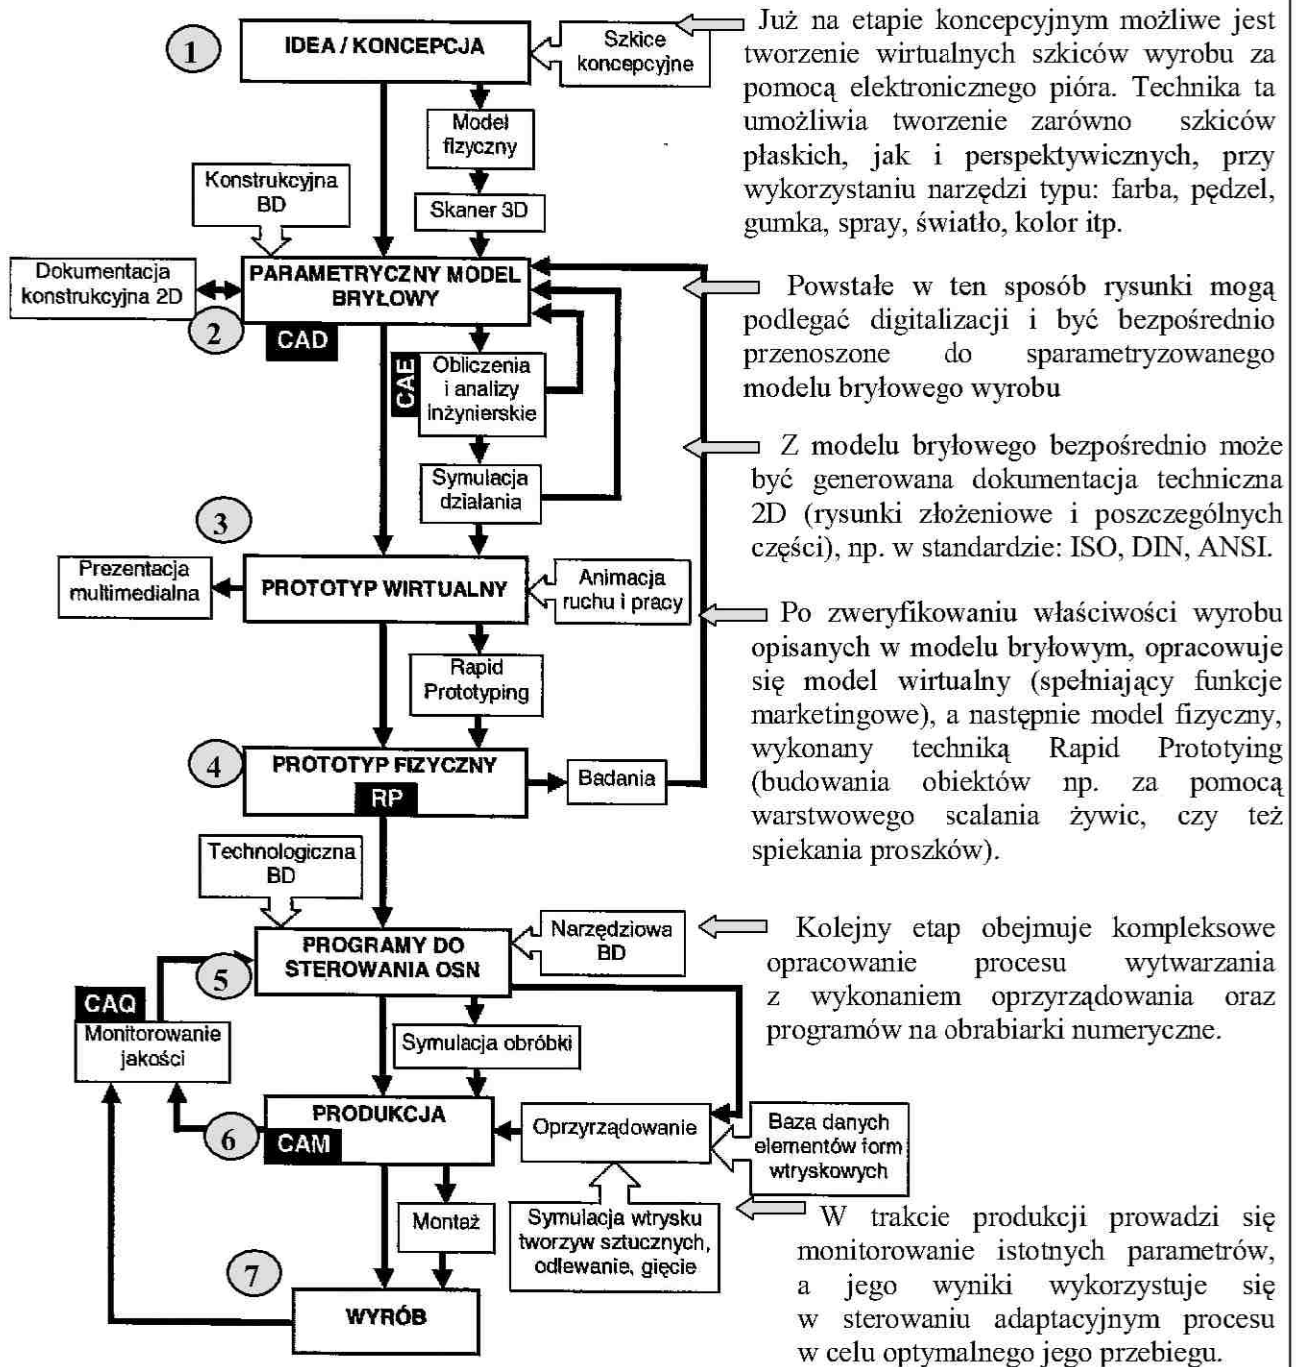 1
IDEA / KONCEPCJA
Szkice
koncepcyjne
Model
fizyczny
Konstrukcyjna
BD
Skaner 3D
Dokumentacja
konstrukcyjna 2D
PARAMETRYCZNY MODEL
BRYŁOWY
2
CAD
CAE
Obliczenia
i analizy
inżynierskie
Symulacja
działania
3
Prezentacja
multimedialna
PROTOTYP WIRTUALNY
Animacja
ruchu i pracy
Rapid
Prototyping
4
PROTOTYP FIZYCZNY
RP
Badania
Technologiczna
BD
PROGRAMY DO
STEROWANIA OSN
Narzędziowa
BD
5
CAQ
Monitorowanie
jakości
Symulacja obróbki
PRODUKCJA
6
CAM
Oprzyrządowanie
Baza danych
elementów form
wtryskowych
Montaż
Symulacja wtrysku
tworzyw sztucznych,
odlewanie, gięcie
7
WYRÓB
Już na etapie koncepcyjnym możliwe jest
tworzenie wirtualnych szkiców wyrobu za
pomocą elektronicznego pióra. Technika ta
umożliwia tworzenie zarówno szkiców
płaskich, jak i perspektywicznych, przy
wykorzystaniu narzędzi typu: farba, pędzel,
gumka, spray, światło, kolor itp.
Powstałe w ten sposób rysunki mogą
podlegać digitalizacji i być bezpośrednio
przenoszone do sparametryzowanego
modelu bryłowego wyrobu
Z modelu bryłowego bezpośrednio może
być generowana dokumentacja techniczna
2D (rysunki złożeniowe i poszczególnych
części), np. w standardzie: ISO, DIN, ANSI.
Po zweryfikowaniu właściwości wyrobu
opisanych w modelu bryłowym, opracowuje
się model wirtualny (spełniający funkcje
marketingowe), a następnie model fizyczny,
wykonany techniką Rapid Prototying
(budowania obiektów np. za pomocą
warstwowego scalania żywic, czy też
spiekania proszków).
Kolejny etap obejmuje kompleksowe
opracowanie procesu wytwarzania
z wykonaniem oprzyrządowania oraz
programów na obrabiarki numeryczne.
W trakcie produkcji prowadzi się
monitorowanie istotnych parametrów,
a jego wyniki wykorzystuje się
w sterowaniu adaptacyjnym procesu
w celu optymalnego jego przebiegu.